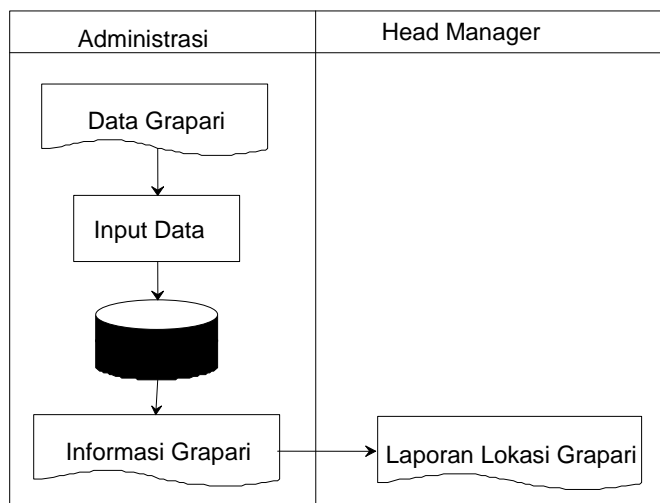 Administrasi
Head Manager
Data Grapari
Input Data
Informasi Grapari
Laporan Lokasi Grapari